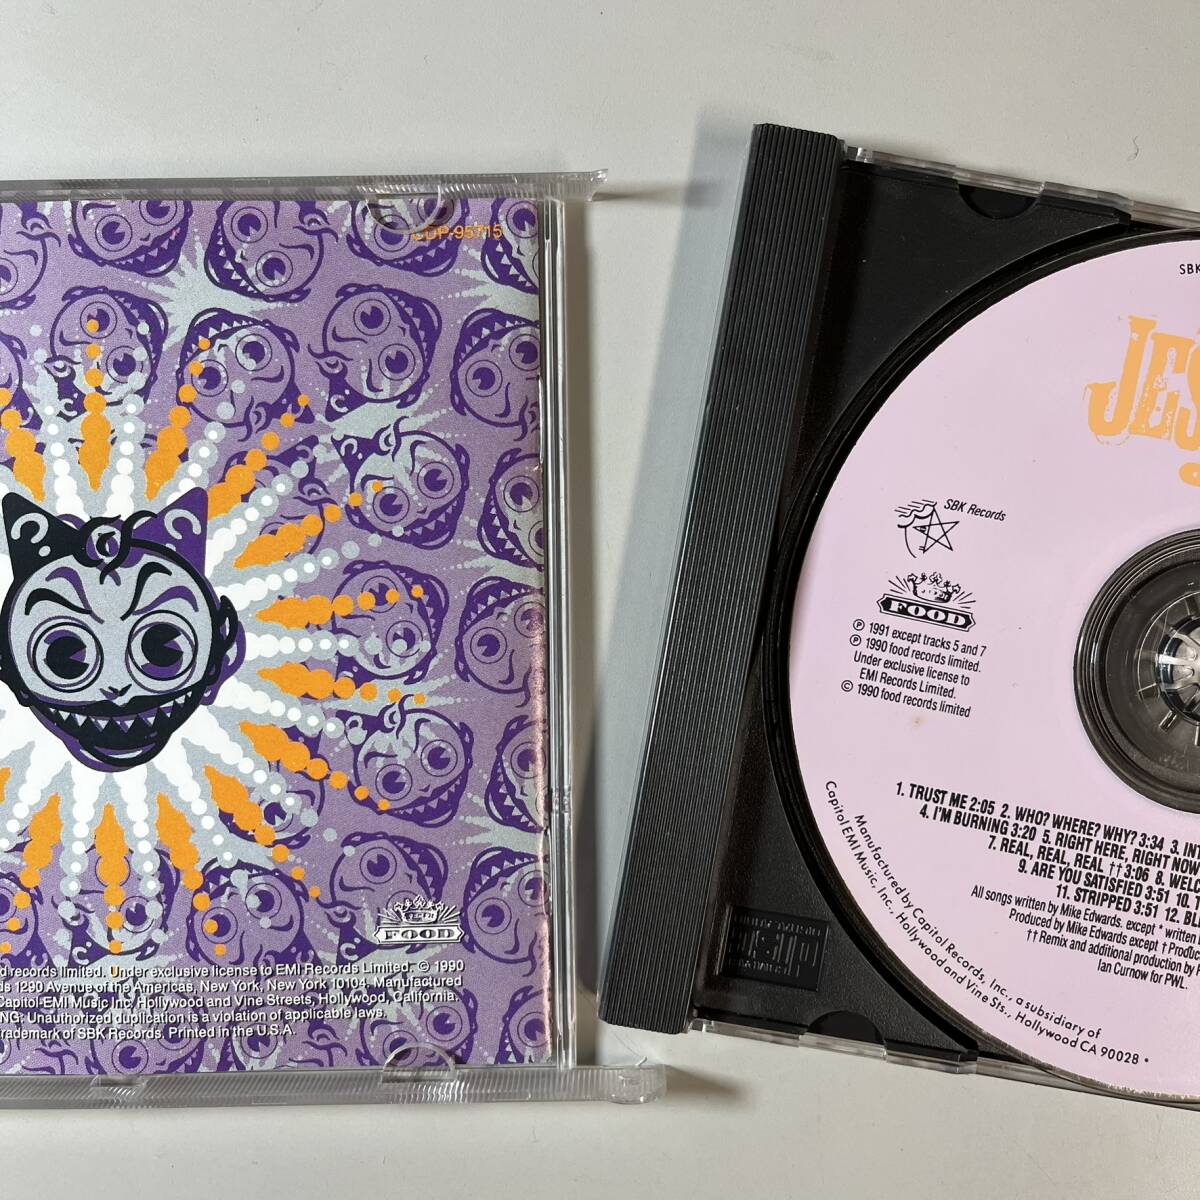 CDP-95715
FOOD
d records limited. Under exclusive license to EMI Records Limited. © 1990
ds 1290 Avenue of the Americas, New York, New York 10104. Manufactured
Capitol-EMI Music Inc, Hollywood and Vine Streets, Hollywood, California.
NG: Unauthorized duplication is a violation of applicable laws.
trademark of SBK Records. Printed in the U.S.A.
SBK
JES
SBK Records
FOOD
℗ 1991 except tracks 5 and 7
℗ 1990 food records limited.
Under exclusive license to
EMI Records Limited.
© 1990 food records limited
1. TRUST ME 2:05 2. WHO? WHERE? WHY? 3:34 3. INT
4. I'M BURNING 3:20 5. RIGHT HERE, RIGHT NOW
7. REAL, REAL, REAL †† 3:06 8. WELC
9. ARE YOU SATISFIED 3:51 10. T
11. STRIPPED 3:51 12. BL
All songs written by Mike Edwards. except * written
Produced by Mike Edwards except † Produc
†† Remix and additional production by P
Ian Curnow for PWL.
Manufactured by Capitol Records, Inc., a subsidiary of
Capitol EMI Music, Inc., Hollywood and Vine Sts., Hollywood CA 90028 •